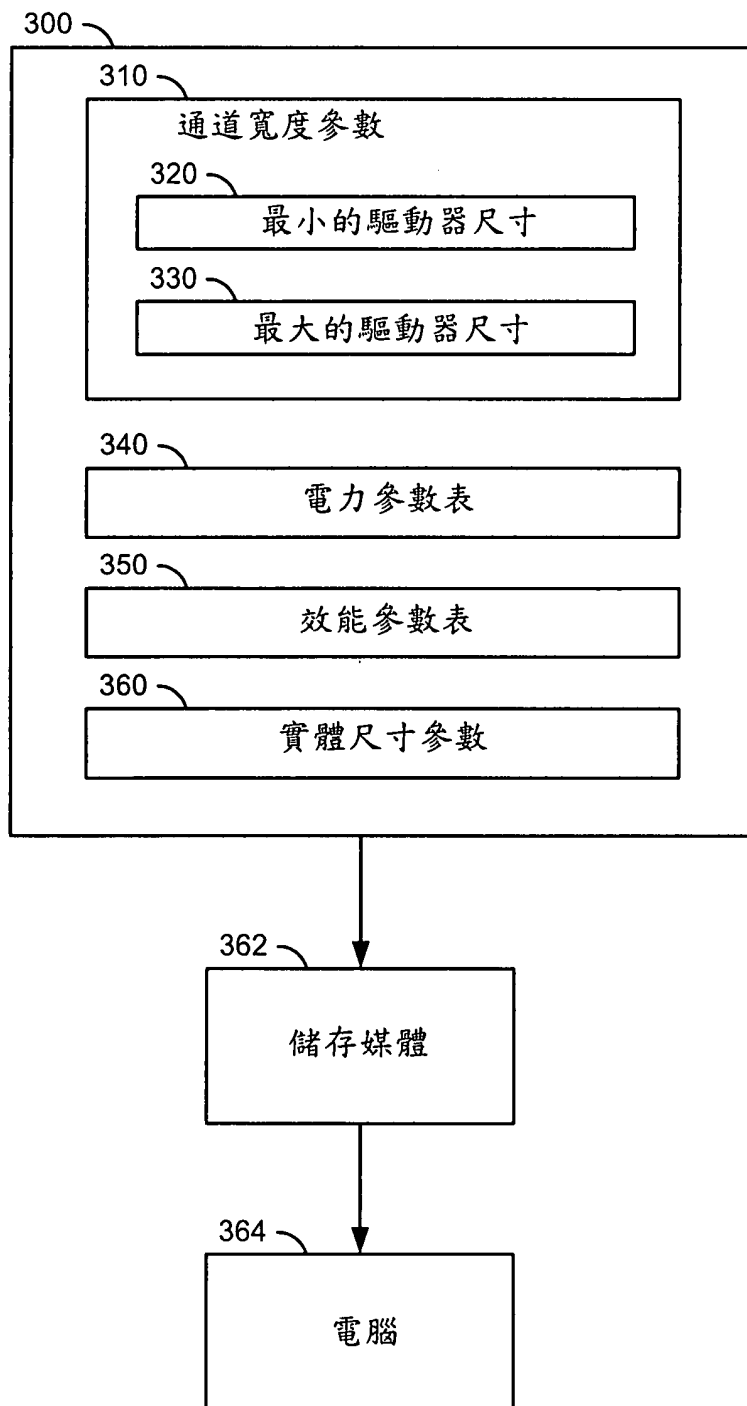 300
310
通道寬度參數
320
最小的驅動器尺寸
330
最大的驅動器尺寸
340
電力參數表
350
效能參數表
360
實體尺寸參數
362
儲存媒體
364
電腦